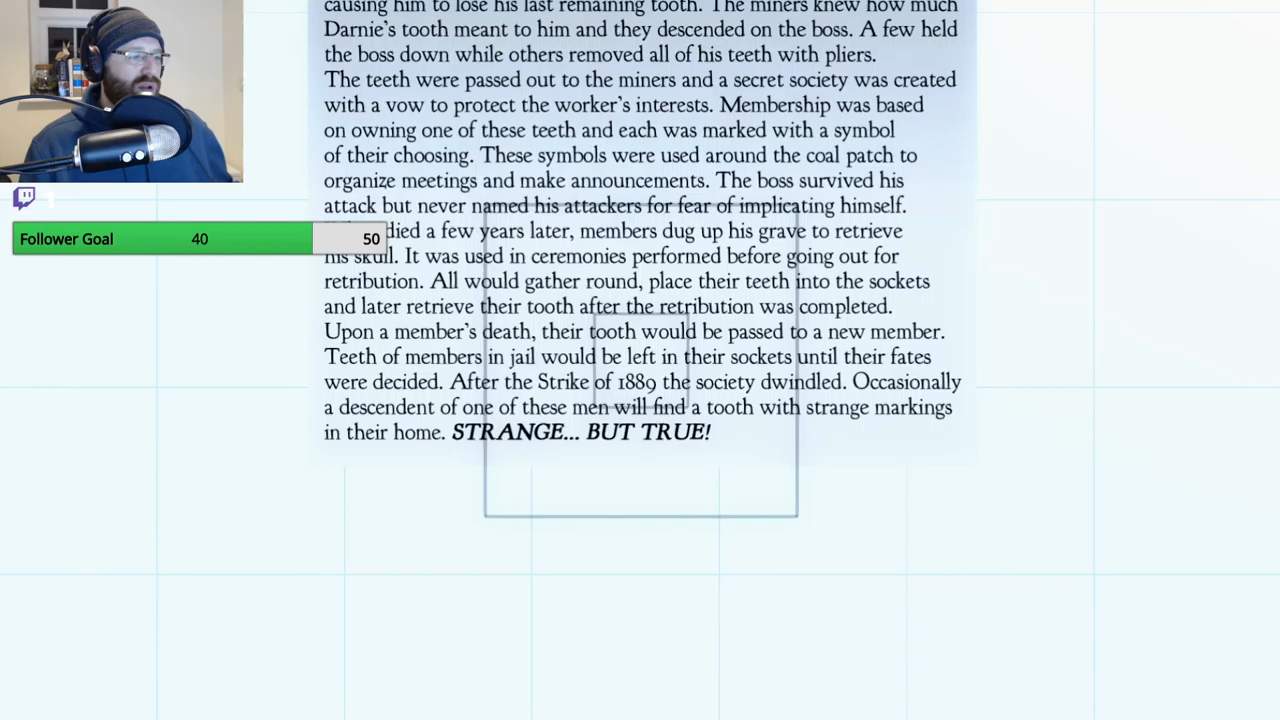 causing him to lose his last remaining tooth. The miners knew how much
Darnie's tooth meant to him and they descended on the boss. A few held
the boss down while others removed all of his teeth with pliers.
The teeth were passed out to the miners and a secret society was created
with a vow to protect the worker's interests. Membership was based
on owning one of these teeth and each was marked with a symbol
of their choosing. These symbols were used around the coal patch to
organize meetings and make announcements. The boss survived his
attack but never named his attackers for fear of implicating himself.
died a few years later, members dug up his grave to retrieve
his skull. It was used in ceremonies performed before going out for
retribution. All would gather round, place their teeth into the sockets
and later retrieve their tooth after the retribution was completed.
Upon a member's death, their tooth would be passed to a new member.
Teeth of members in jail would be left in their sockets until their fates
were decided. After the Strike of 1889 the society dwindled. Occasionally
a descendent of one of these men will find a tooth with strange markings
in their home. STRANGE... BUT TRUE!
1
Follower Goal 40 50